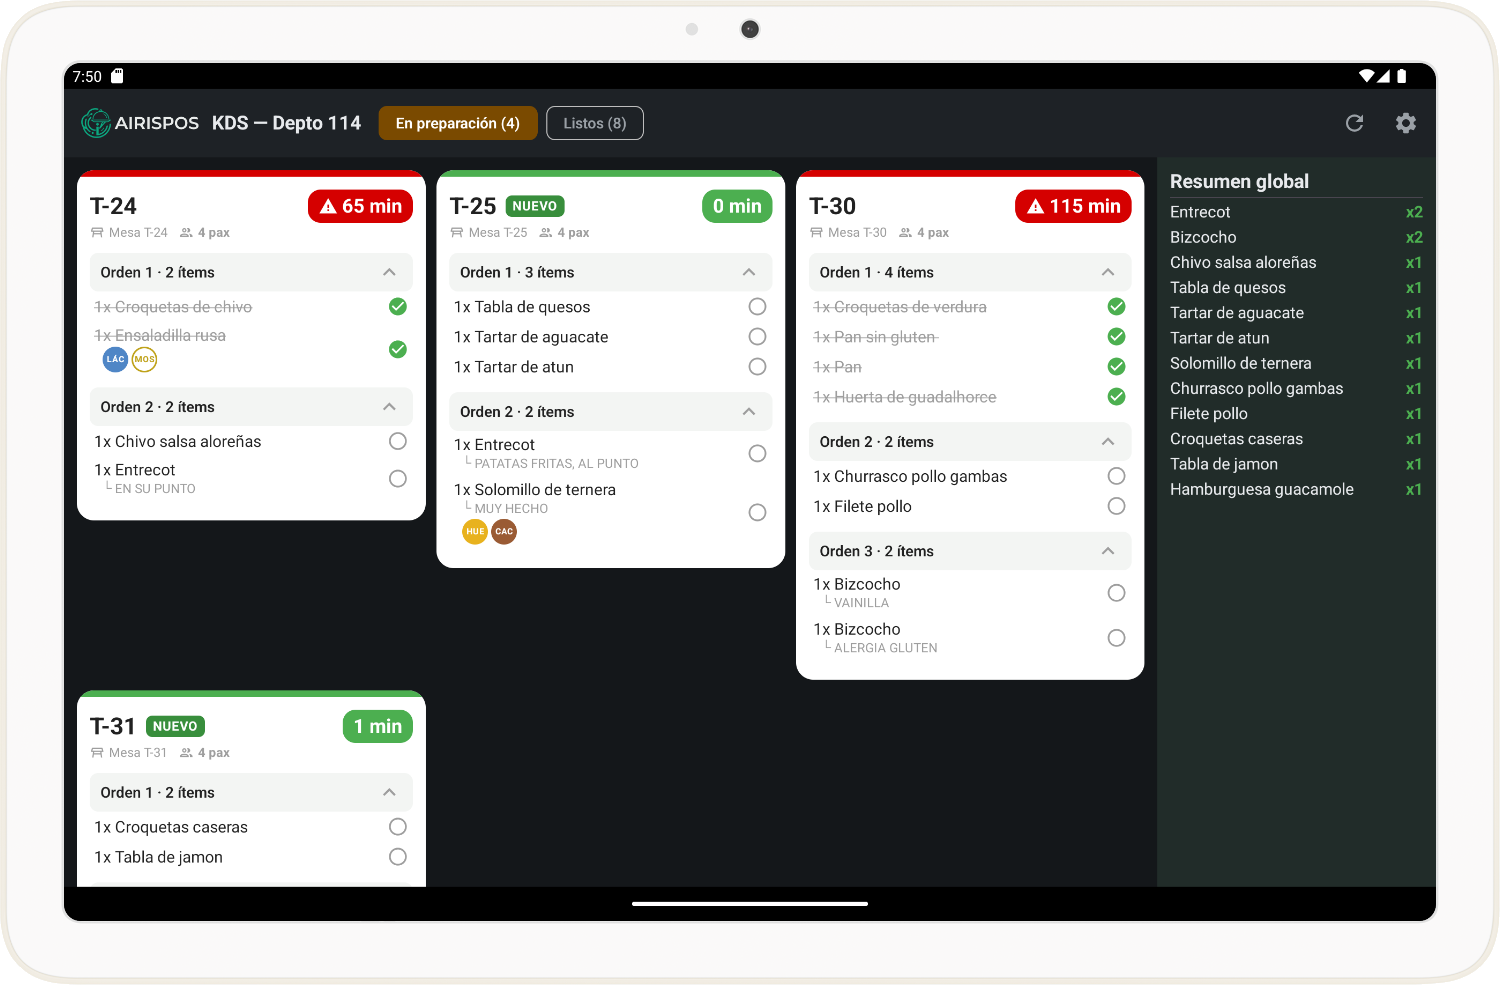 7:50
AIRISPOS KDS — Depto 114 En preparación (4) Listos (8)
T-24 65 min
Mesa T-24 4 pax
Orden 1 · 2 ítems
1x Croquetas de chivo
1x Ensaladilla rusa
LÁC MOS
Orden 2 · 2 ítems
1x Chivo salsa aloreñas
1x Entrecot
└ EN SU PUNTO
T-25 NUEVO 0 min
Mesa T-25 4 pax
Orden 1 · 3 ítems
1x Tabla de quesos
1x Tartar de aguacate
1x Tartar de atun
Orden 2 · 2 ítems
1x Entrecot
└ PATATAS FRITAS, AL PUNTO
1x Solomillo de ternera
└ MUY HECHO
HUE CAC
T-30 115 min
Mesa T-30 4 pax
Orden 1 · 4 ítems
1x Croquetas de verdura
1x Pan sin gluten
1x Pan
1x Huerta de guadalhorce
Orden 2 · 2 ítems
1x Churrasco pollo gambas
1x Filete pollo
Orden 3 · 2 ítems
1x Bizcocho
└ VAINILLA
1x Bizcocho
└ ALERGIA GLUTEN
T-31 NUEVO 1 min
Mesa T-31 4 pax
Orden 1 · 2 ítems
1x Croquetas caseras
1x Tabla de jamon
Resumen global
Entrecot x2
Bizcocho x2
Chivo salsa aloreñas x1
Tabla de quesos x1
Tartar de aguacate x1
Tartar de atun x1
Solomillo de ternera x1
Churrasco pollo gambas x1
Filete pollo x1
Croquetas caseras x1
Tabla de jamon x1
Hamburguesa guacamole x1